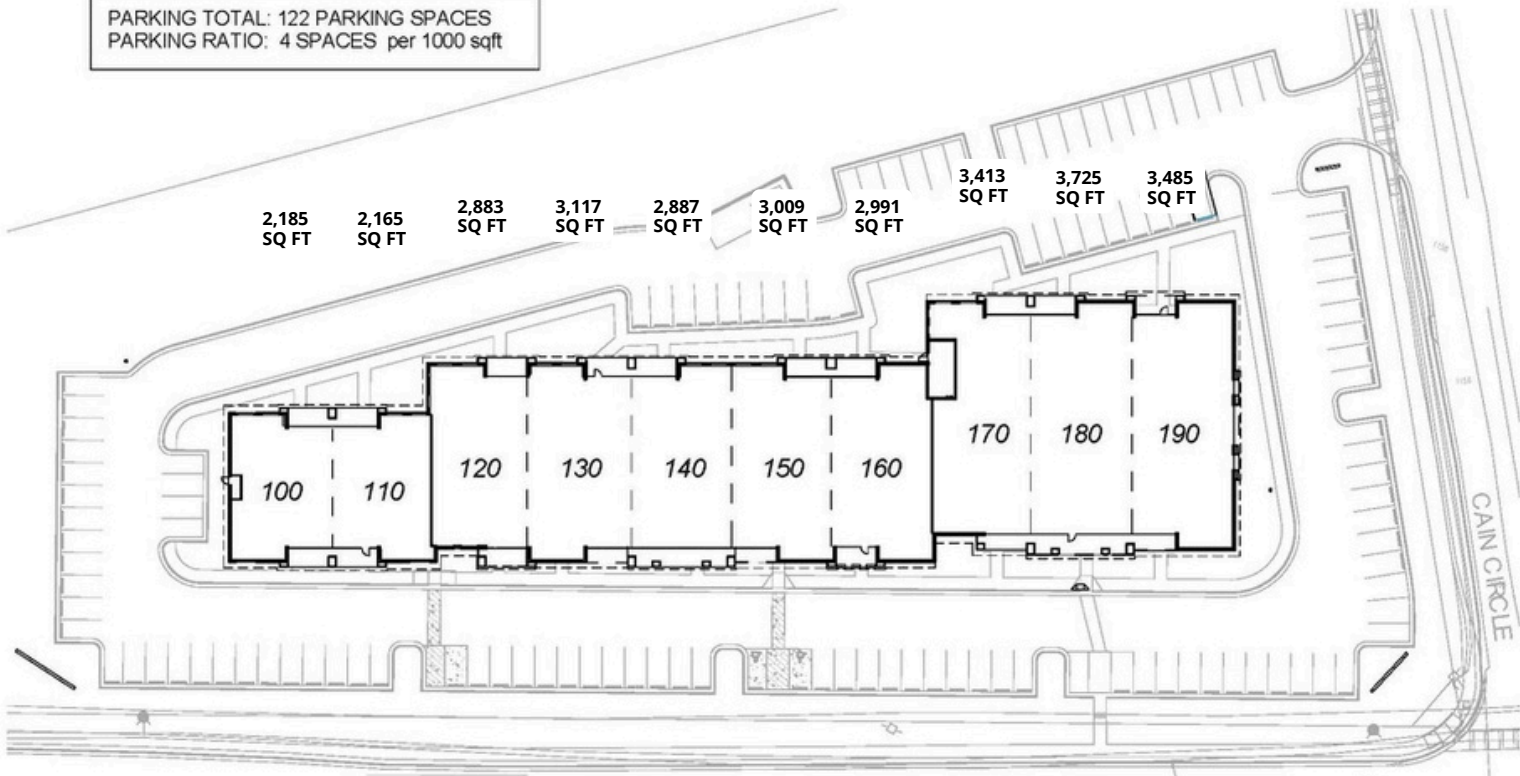 PARKING TOTAL: 122 PARKING SPACES
PARKING RATIO: 4 SPACES per 1000 sqft
2,185
SQ FT
2,165
SQ FT
2,883
SQ FT
3,117
SQ FT
2,887
SQ FT
3,009
SQ FT
2,991
SQ FT
3,413
SQ FT
3,725
SQ FT
3,485
SQ FT
100
110
120
130
140
150
160
170
180
190
CAIN CIRCLE